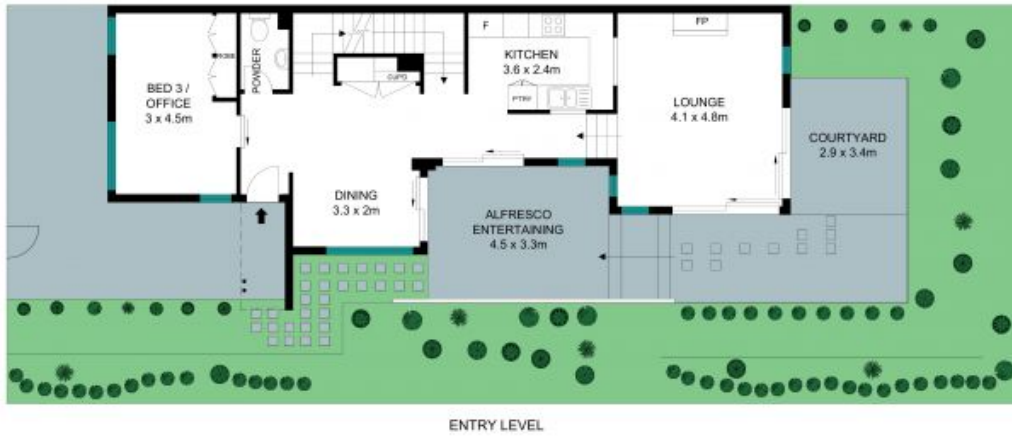 BED 3 /
OFFICE
3 x 4.5m
ROBE
POWDER
CUPD
F
KITCHEN
3.6 x 2.4m
PTRY
FP
LOUNGE
4.1 x 4.8m
COURTYARD
2.9 x 3.4m
DINING
3.3 x 2m
ALFRESCO
ENTERTAINING
4.5 x 3.3m
ENTRY LEVEL